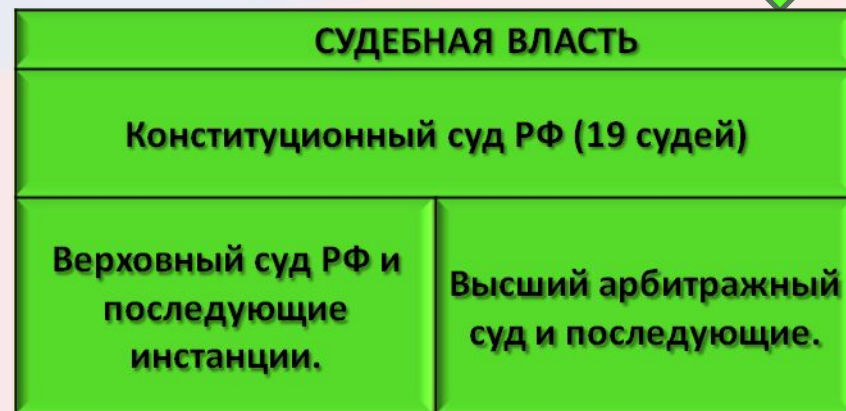 СУДЕБНАЯ ВЛАСТЬ
Конституционный суд РФ (19 судей)
Верховный суд РФ и
последующие
инстанции.
Высший арбитражный
суд и последующие.